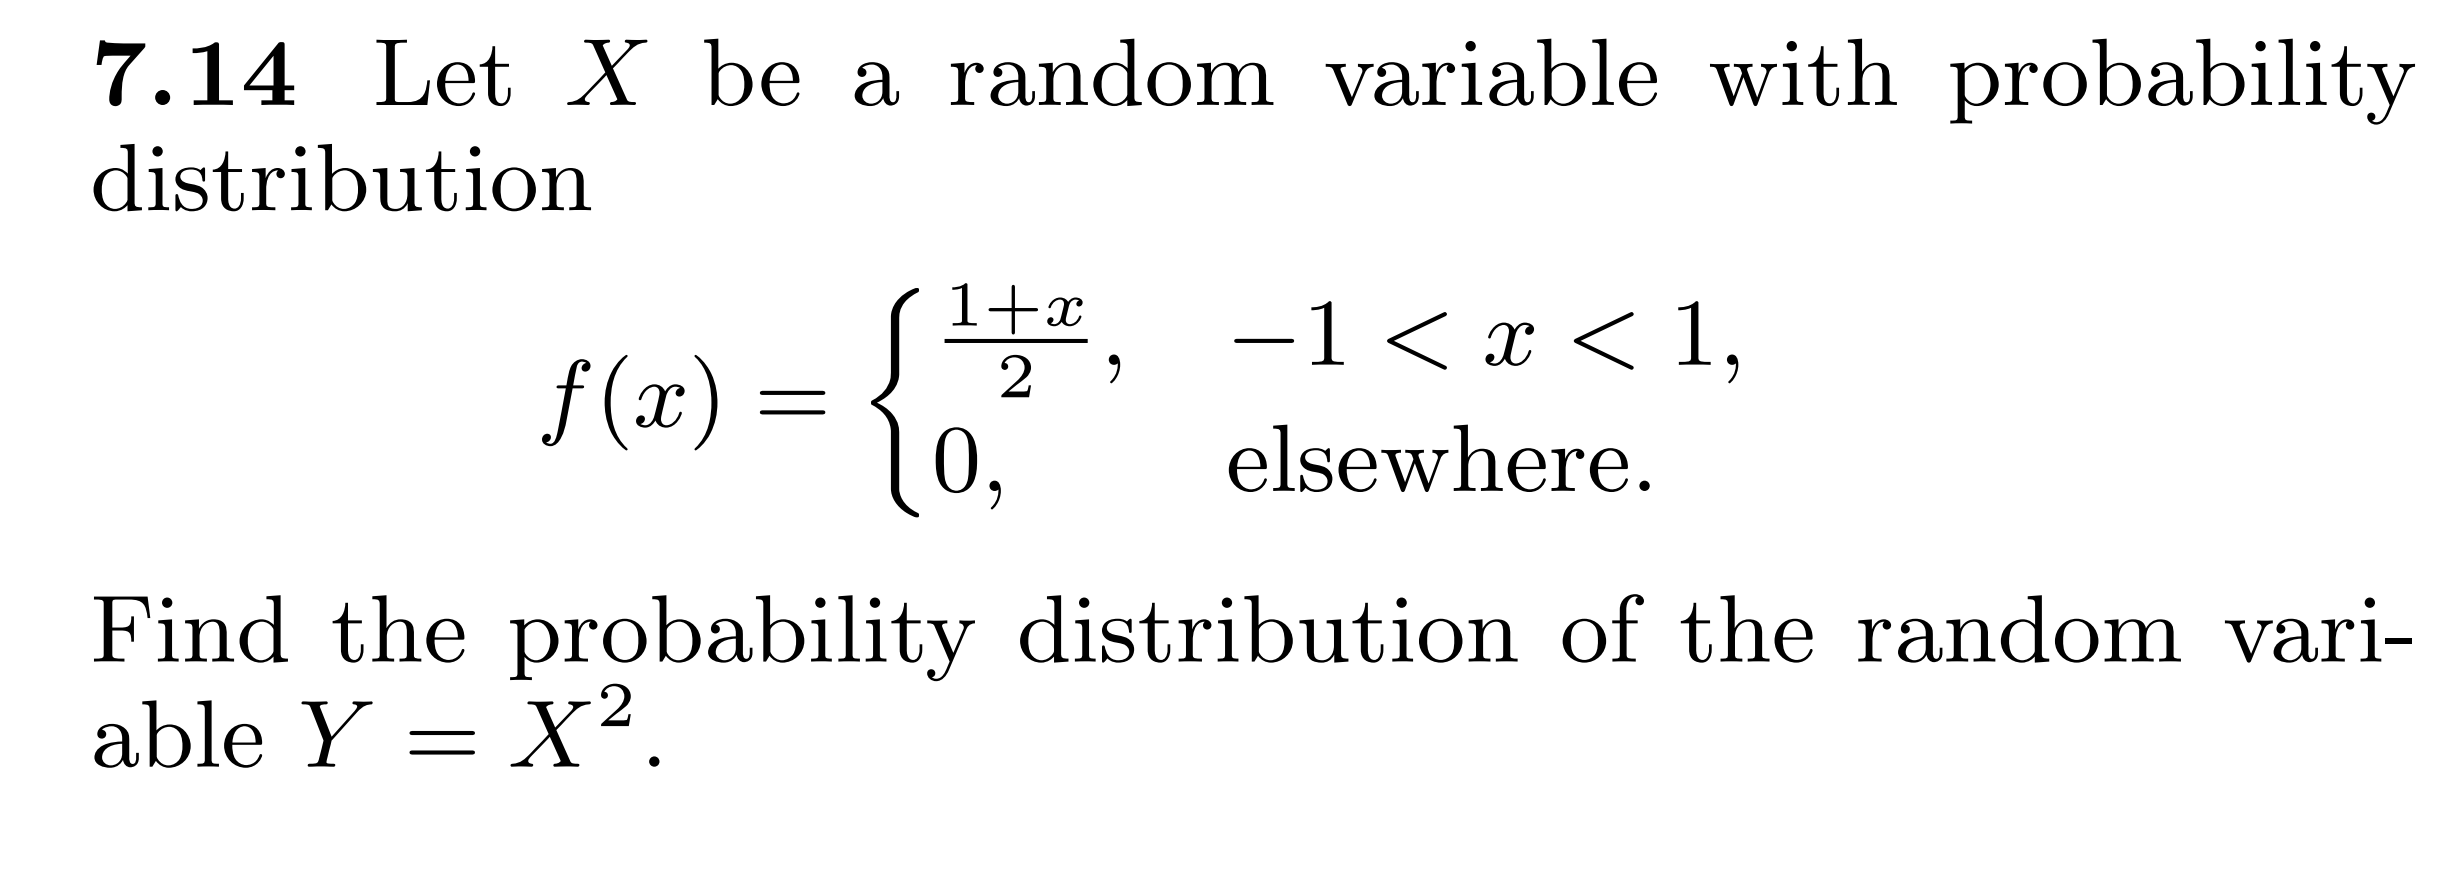 7.14 Let X be a random variable with probability
distribution
f(x) = { (1+x)/2, −1 < x < 1,
0, elsewhere.
Find the probability distribution of the random vari-
able Y = X².